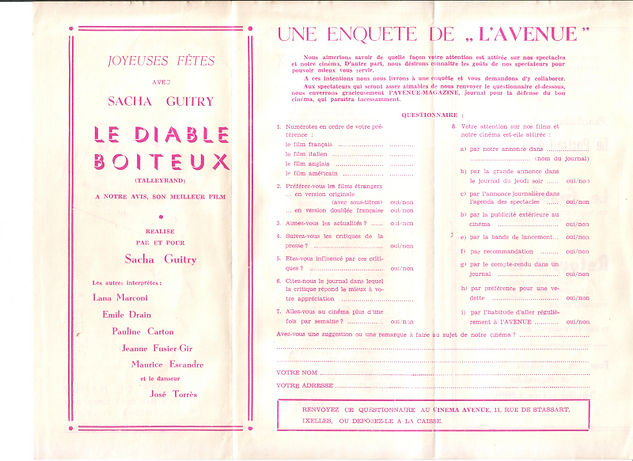 JOYEUSES FÊTES
AVEC
SACHA GUITRY
LE DIABLE
BOITEUX
(TALLEYRAND)
A NOTRE AVIS, SON MEILLEUR FILM
REALISE
PAR ET POUR
Sacha Guitry
Les autres interprètes :
Lana Marconi
Emile Drain
Pauline Carton
Jeanne Fusier-Gir
Maurice Escandre
et le danseur
José Torrès
UNE ENQUETE DE „L'AVENUE"
Nous aimerions savoir de quelle façon votre attention est attirée sur nos spectacles
et notre cinéma. D'autre part, nous désirons connaître les goûts de nos spectateurs pour
pouvoir mieux vous servir.
A ces intentions nous nous livrons à une enquête et vous demandons d'y collaborer.
Aux spectateurs qui seront assez aimables de nous renvoyer le questionnaire ci-dessous,
nous enverrons gracieusement l'AVENUE-MAGAZINE, journal pour la défense du bon
cinéma, qui paraîtra incessamment.
QUESTIONNAIRE :
1. Numérotez en ordre de votre pré-
férence :
le film français
le film italien
le film anglais
le film américain
2. Préférez-vous les films étrangers
... en version originale
(avec sous-titres) oui/non
... en version doublée française oui/non
3. Aimez-vous les actualités ? ...... oui/non
4. Suivez-vous les critiques de la
presse ? ...... oui/non
5. Etes-vous influencé par ces criti-
ques ? ...... oui/non
6. Citez-nous le journal dans lequel
la critique répond le mieux à vo-
tre appréciation
7. Allez-vous au cinéma plus d'une
fois par semaine ? ...... oui/non
8. Votre attention sur nos films et
notre cinéma est-elle attirée :
a) par notre annonce dans
(nom du journal)
b) par la grande annonce dans
le journal du jeudi soir ...... oui/non
c) par l'annonce journalière dans
l'agenda des spectacles ...... oui/non
d) par la publicité extérieure au
cinéma ...... oui/non
e) par la bande de lancement... oui/non
f) par recommandation ...... oui/non
g) par le compte-rendu dans un
journal ...... oui/non
h) par préférence pour une ve-
dette ...... oui/non
i) par l'habitude d'aller réguliè-
rement à l'AVENUE ...... oui/non
Avez-vous une suggestion ou une remarque à faire au sujet de notre cinéma ?
VOTRE NOM
VOTRE ADRESSE
RENVOYEZ CE QUESTIONNAIRE AU CINEMA AVENUE, 11, RUE DE STASSART,
IXELLES, OU DEPOSEZ-LE A LA CAISSE.